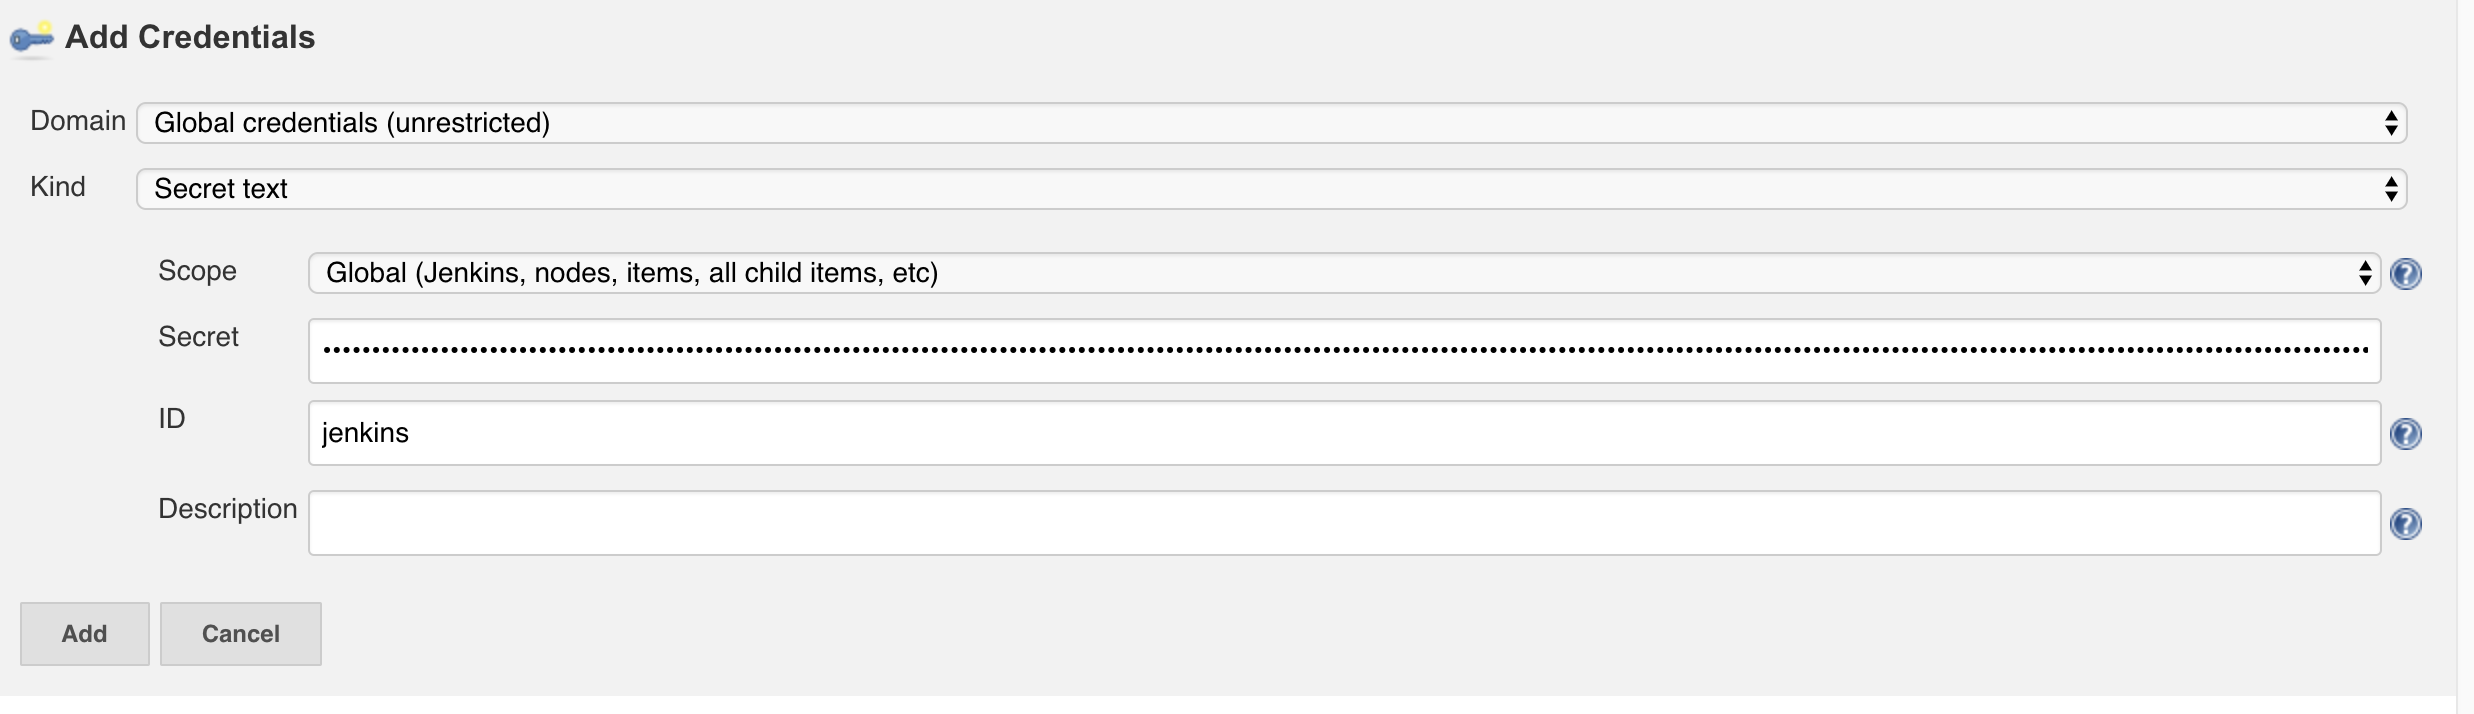 Add Credentials
Domain Global credentials (unrestricted)
Kind Secret text
Scope Global (Jenkins, nodes, items, all child items, etc)
Secret
ID jenkins
Description
Add Cancel